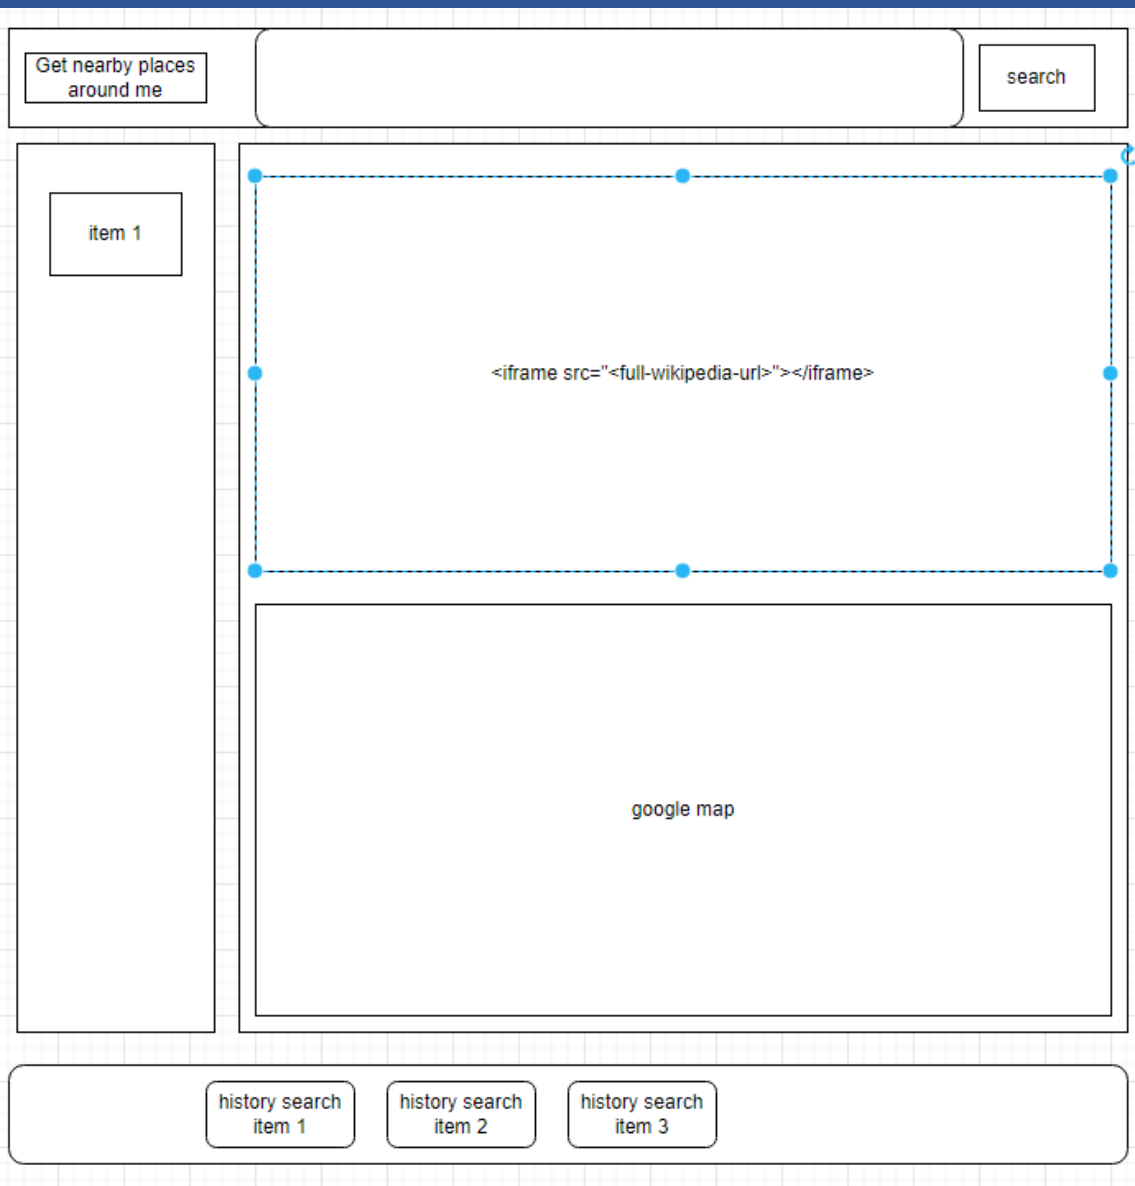 Get nearby places
around me
search
item 1
<iframe src="<full-wikipedia-url>"></iframe>
google map
history search
item 1
history search
item 2
history search
item 3